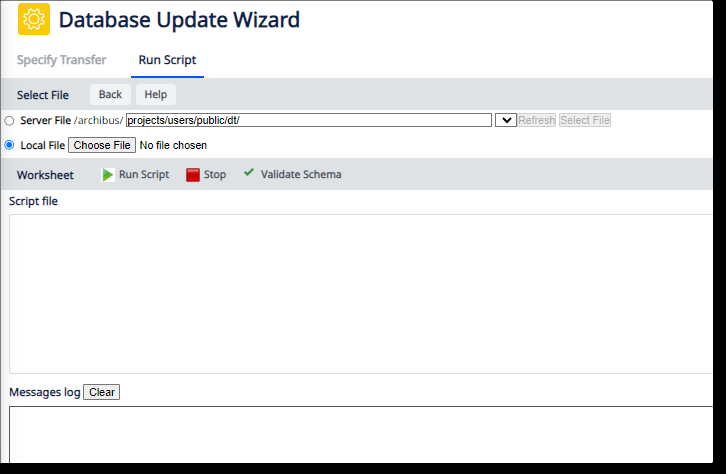 Database Update Wizard
Specify Transfer Run Script
Select File Back Help
Server File /archibus/ projects/users/public/dt/ Refresh Select File
Local File Choose File No file chosen
Worksheet Run Script Stop Validate Schema
Script file
Messages log Clear